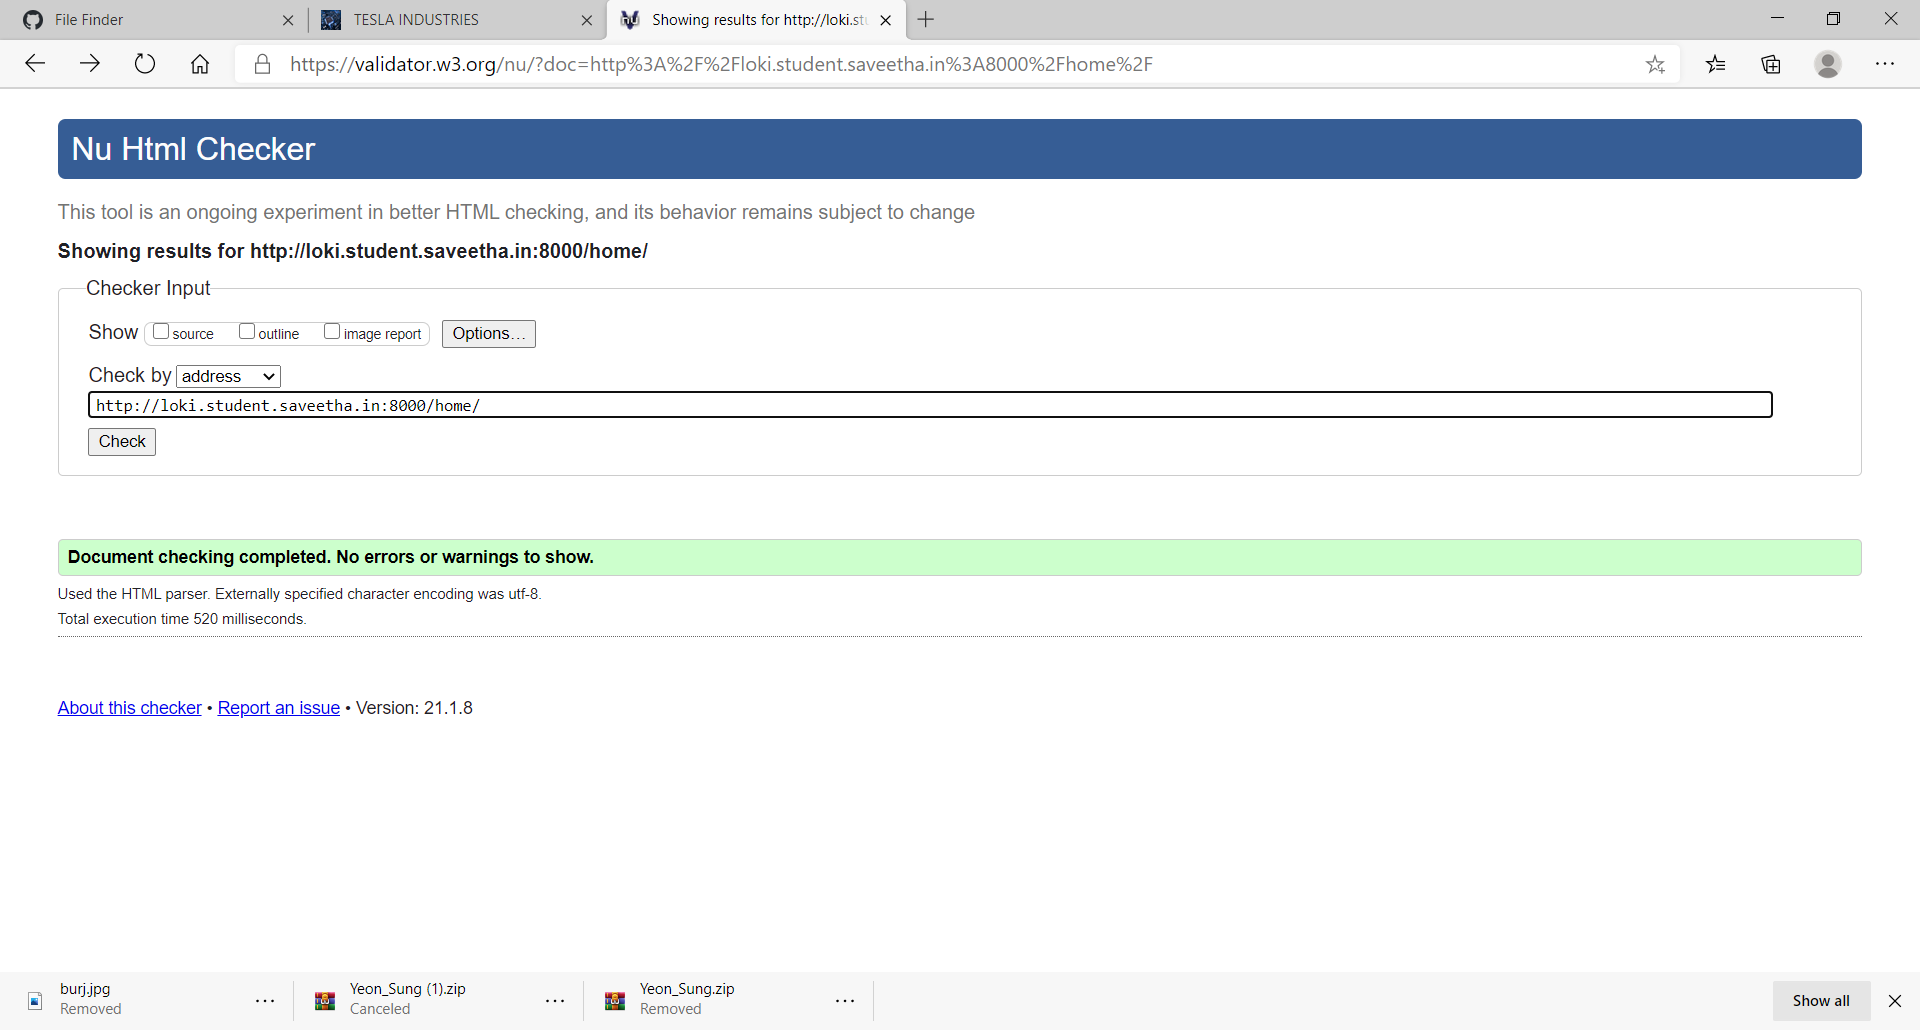 File Finder
TESLA INDUSTRIES
Showing results for http://loki.stu
https://validator.w3.org/nu/?doc=http%3A%2F%2Floki.student.saveetha.in%3A8000%2Fhome%2F
Nu Html Checker
This tool is an ongoing experiment in better HTML checking, and its behavior remains subject to change
Showing results for http://loki.student.saveetha.in:8000/home/
Checker Input
Show source outline image report Options...
Check by address
http://loki.student.saveetha.in:8000/home/
Check
Document checking completed. No errors or warnings to show.
Used the HTML parser. Externally specified character encoding was utf-8.
Total execution time 520 milliseconds.
About this checker • Report an issue • Version: 21.1.8
burj.jpg
Removed
Yeon_Sung (1).zip
Canceled
Yeon_Sung.zip
Removed
Show all